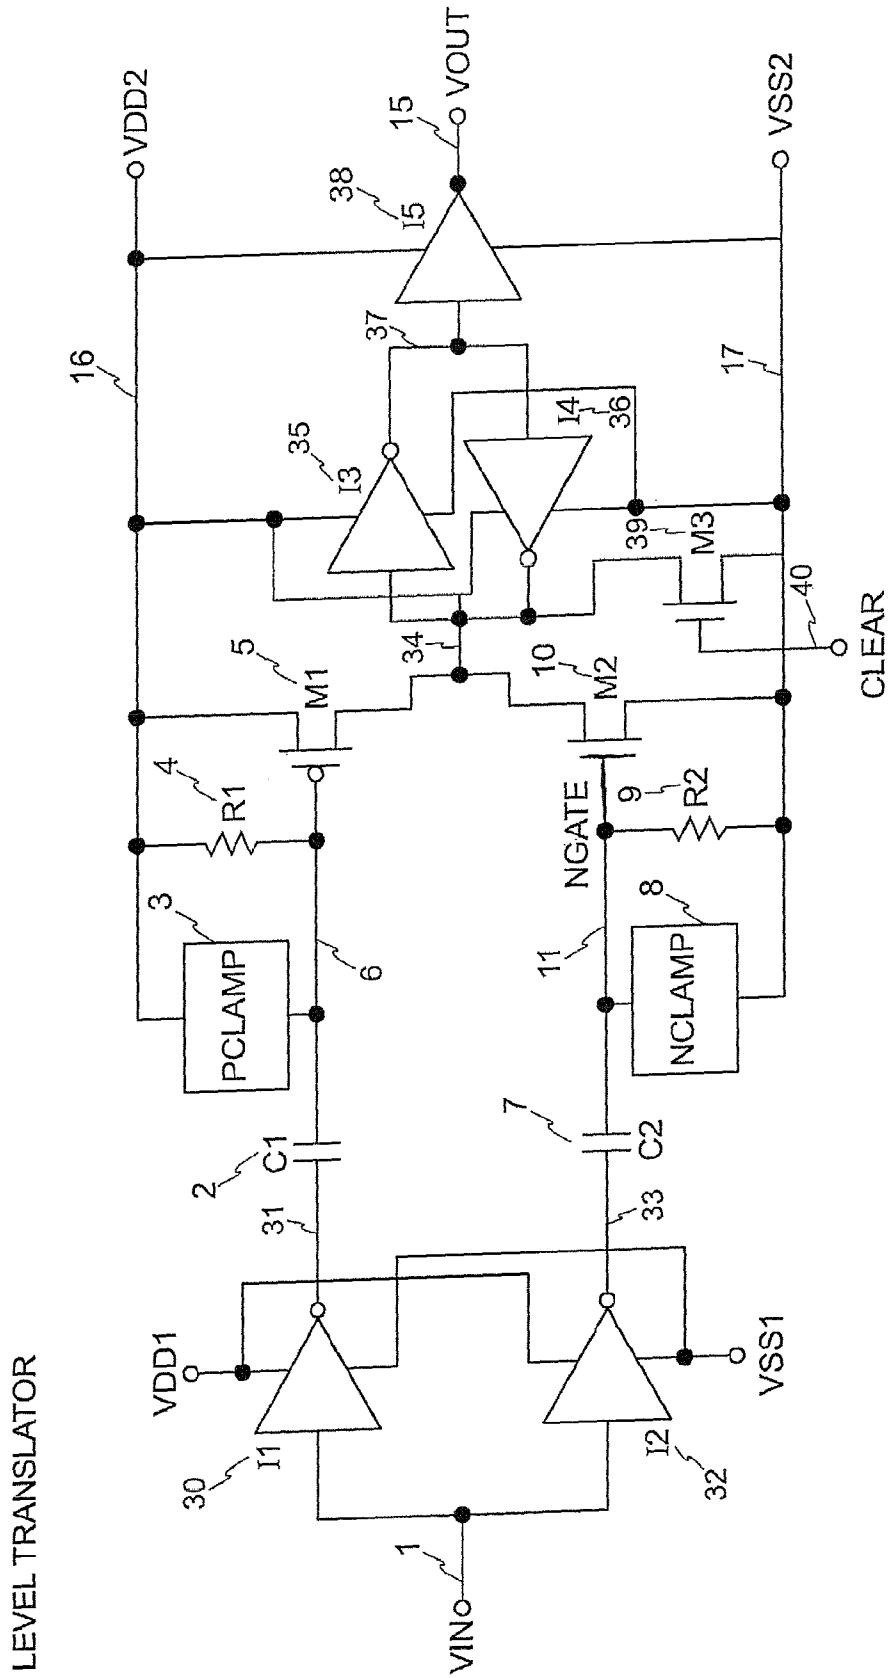 LEVEL TRANSLATOR
VDD2
16
4
R1
5
M1
3
PCLAMP
6
2
C1
31
VDD1
30
I1
VIN
1
I2
32
VSS1
33
7
C2
11
NGATE
8
NCLAMP
9
R2
10
M2
34
35
I3
I4
36
37
39
M3
40
CLEAR
17
38
I5
15
VOUT
VSS2